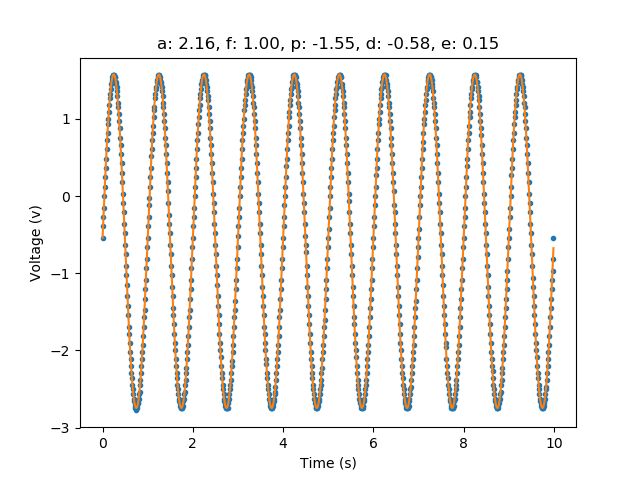 a: 2.16, f: 1.00, p: -1.55, d: -0.58, e: 0.15
1
0
−1
−2
−3
Voltage (v)
0 2 4 6 8 10
Time (s)